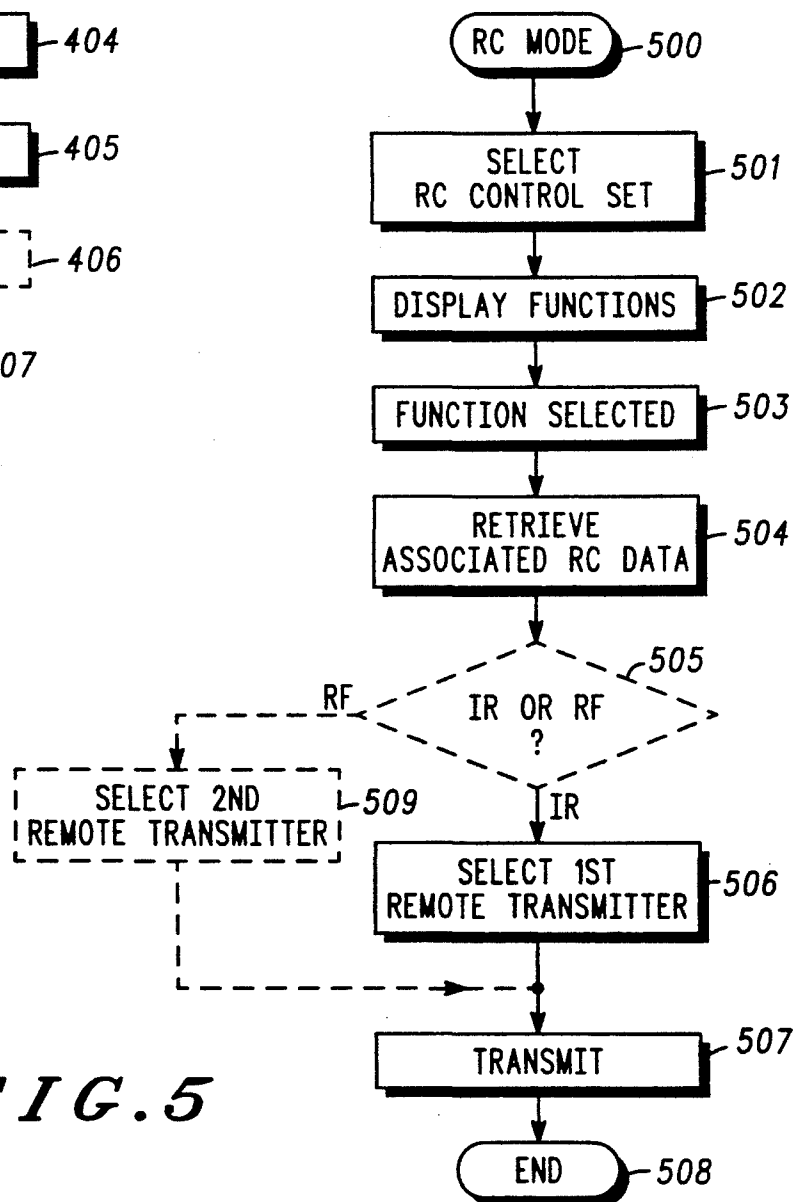 404
405
406
07
RC MODE
500
SELECT
RC CONTROL SET
501
DISPLAY FUNCTIONS
502
FUNCTION SELECTED
503
RETRIEVE
ASSOCIATED RC DATA
504
IR OR RF
?
505
RF
IR
SELECT 2ND
REMOTE TRANSMITTER
509
SELECT 1ST
REMOTE TRANSMITTER
506
TRANSMIT
507
END
508
FIG.5